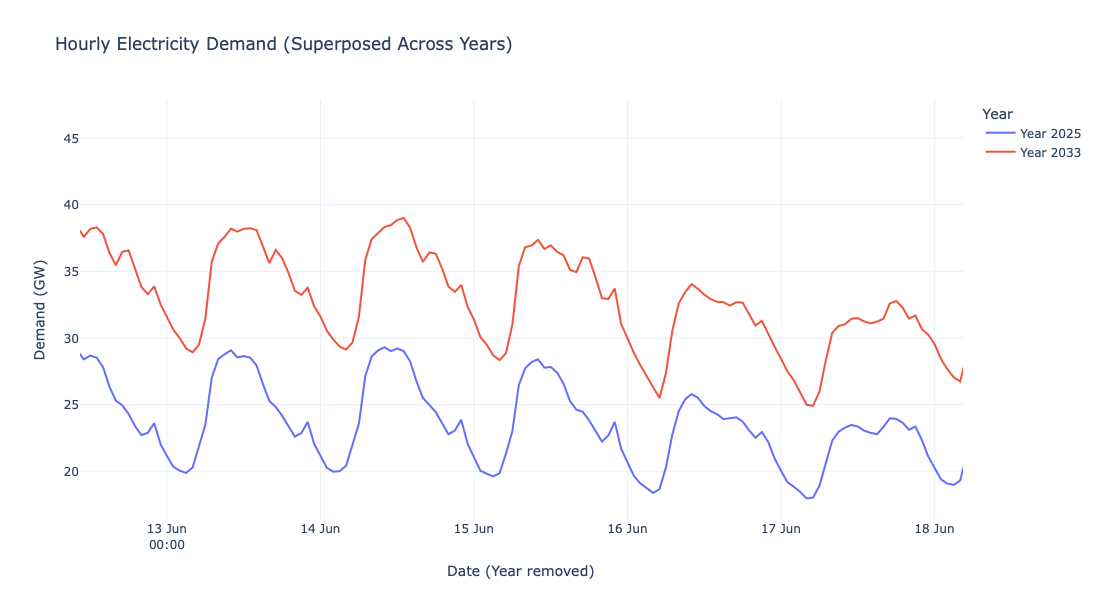 Hourly Electricity Demand (Superposed Across Years)
Year
Year 2025
Year 2033
Demand (GW)
45
40
35
30
25
20
13 Jun
00:00
14 Jun
15 Jun
16 Jun
17 Jun
18 Jun
Date (Year removed)